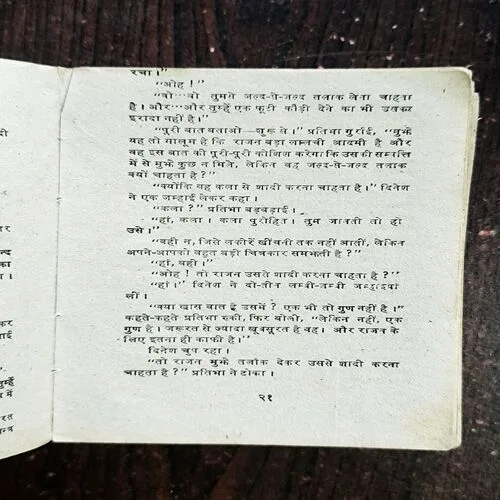 रचा।”
“ओह !”
“वो···वो तुमसे जल्द-से-जल्द तलाक लेना चाहता
है। और···और तुम्हें एक फूटी कौड़ी देने का भी उसका
इरादा नहीं है।”
“पूरी बात बताओ—शुरू से।” प्रतिभा गुर्राई, “मुझे
यह तो मालूम है कि राजन बड़ा लालची आदमी है और
वह इस बात की पूरी-पूरी कोशिश करेगा कि उसकी सम्पत्ति
में से मुझे कुछ न मिले, लेकिन वह जल्द-से-जल्द तलाक
क्यों चाहता है ?”
“क्योंकि वह कला से शादी करना चाहता है।” दिनेश
ने एक जम्हाई लेकर कहा।
“कला ?” प्रतिभा बड़बड़ाई।
“हां, कला। कला पुरोहित। तुम जानती तो हो
उसे।”
“वही न, जिसे लकीरें खींचनी तक नहीं आतीं, लेकिन
अपने-आपको बहुत बड़ी चित्रकार समझती है ?”
“हां, वही।”
“ओह ! तो राजन उससे शादी करना चाहता है ?”
“हां।” दिनेश ने दो-तीन लम्बी-लम्बी जम्हाइयां
लीं।
“क्या खास बात है उसमें ? एक भी तो गुण नहीं है।”
कहते-कहते प्रतिभा रुकी, फिर बोली, “लेकिन नहीं, एक
गुण है। जरूरत से ज्यादा खूबसूरत है वह। और राजन के
लिए इतना ही काफी है।”
दिनेश चुप रहा।
“तो राजन मुझे तलाक देकर उससे शादी करना
चाहता है ?” प्रतिभा ने टोका।
२१